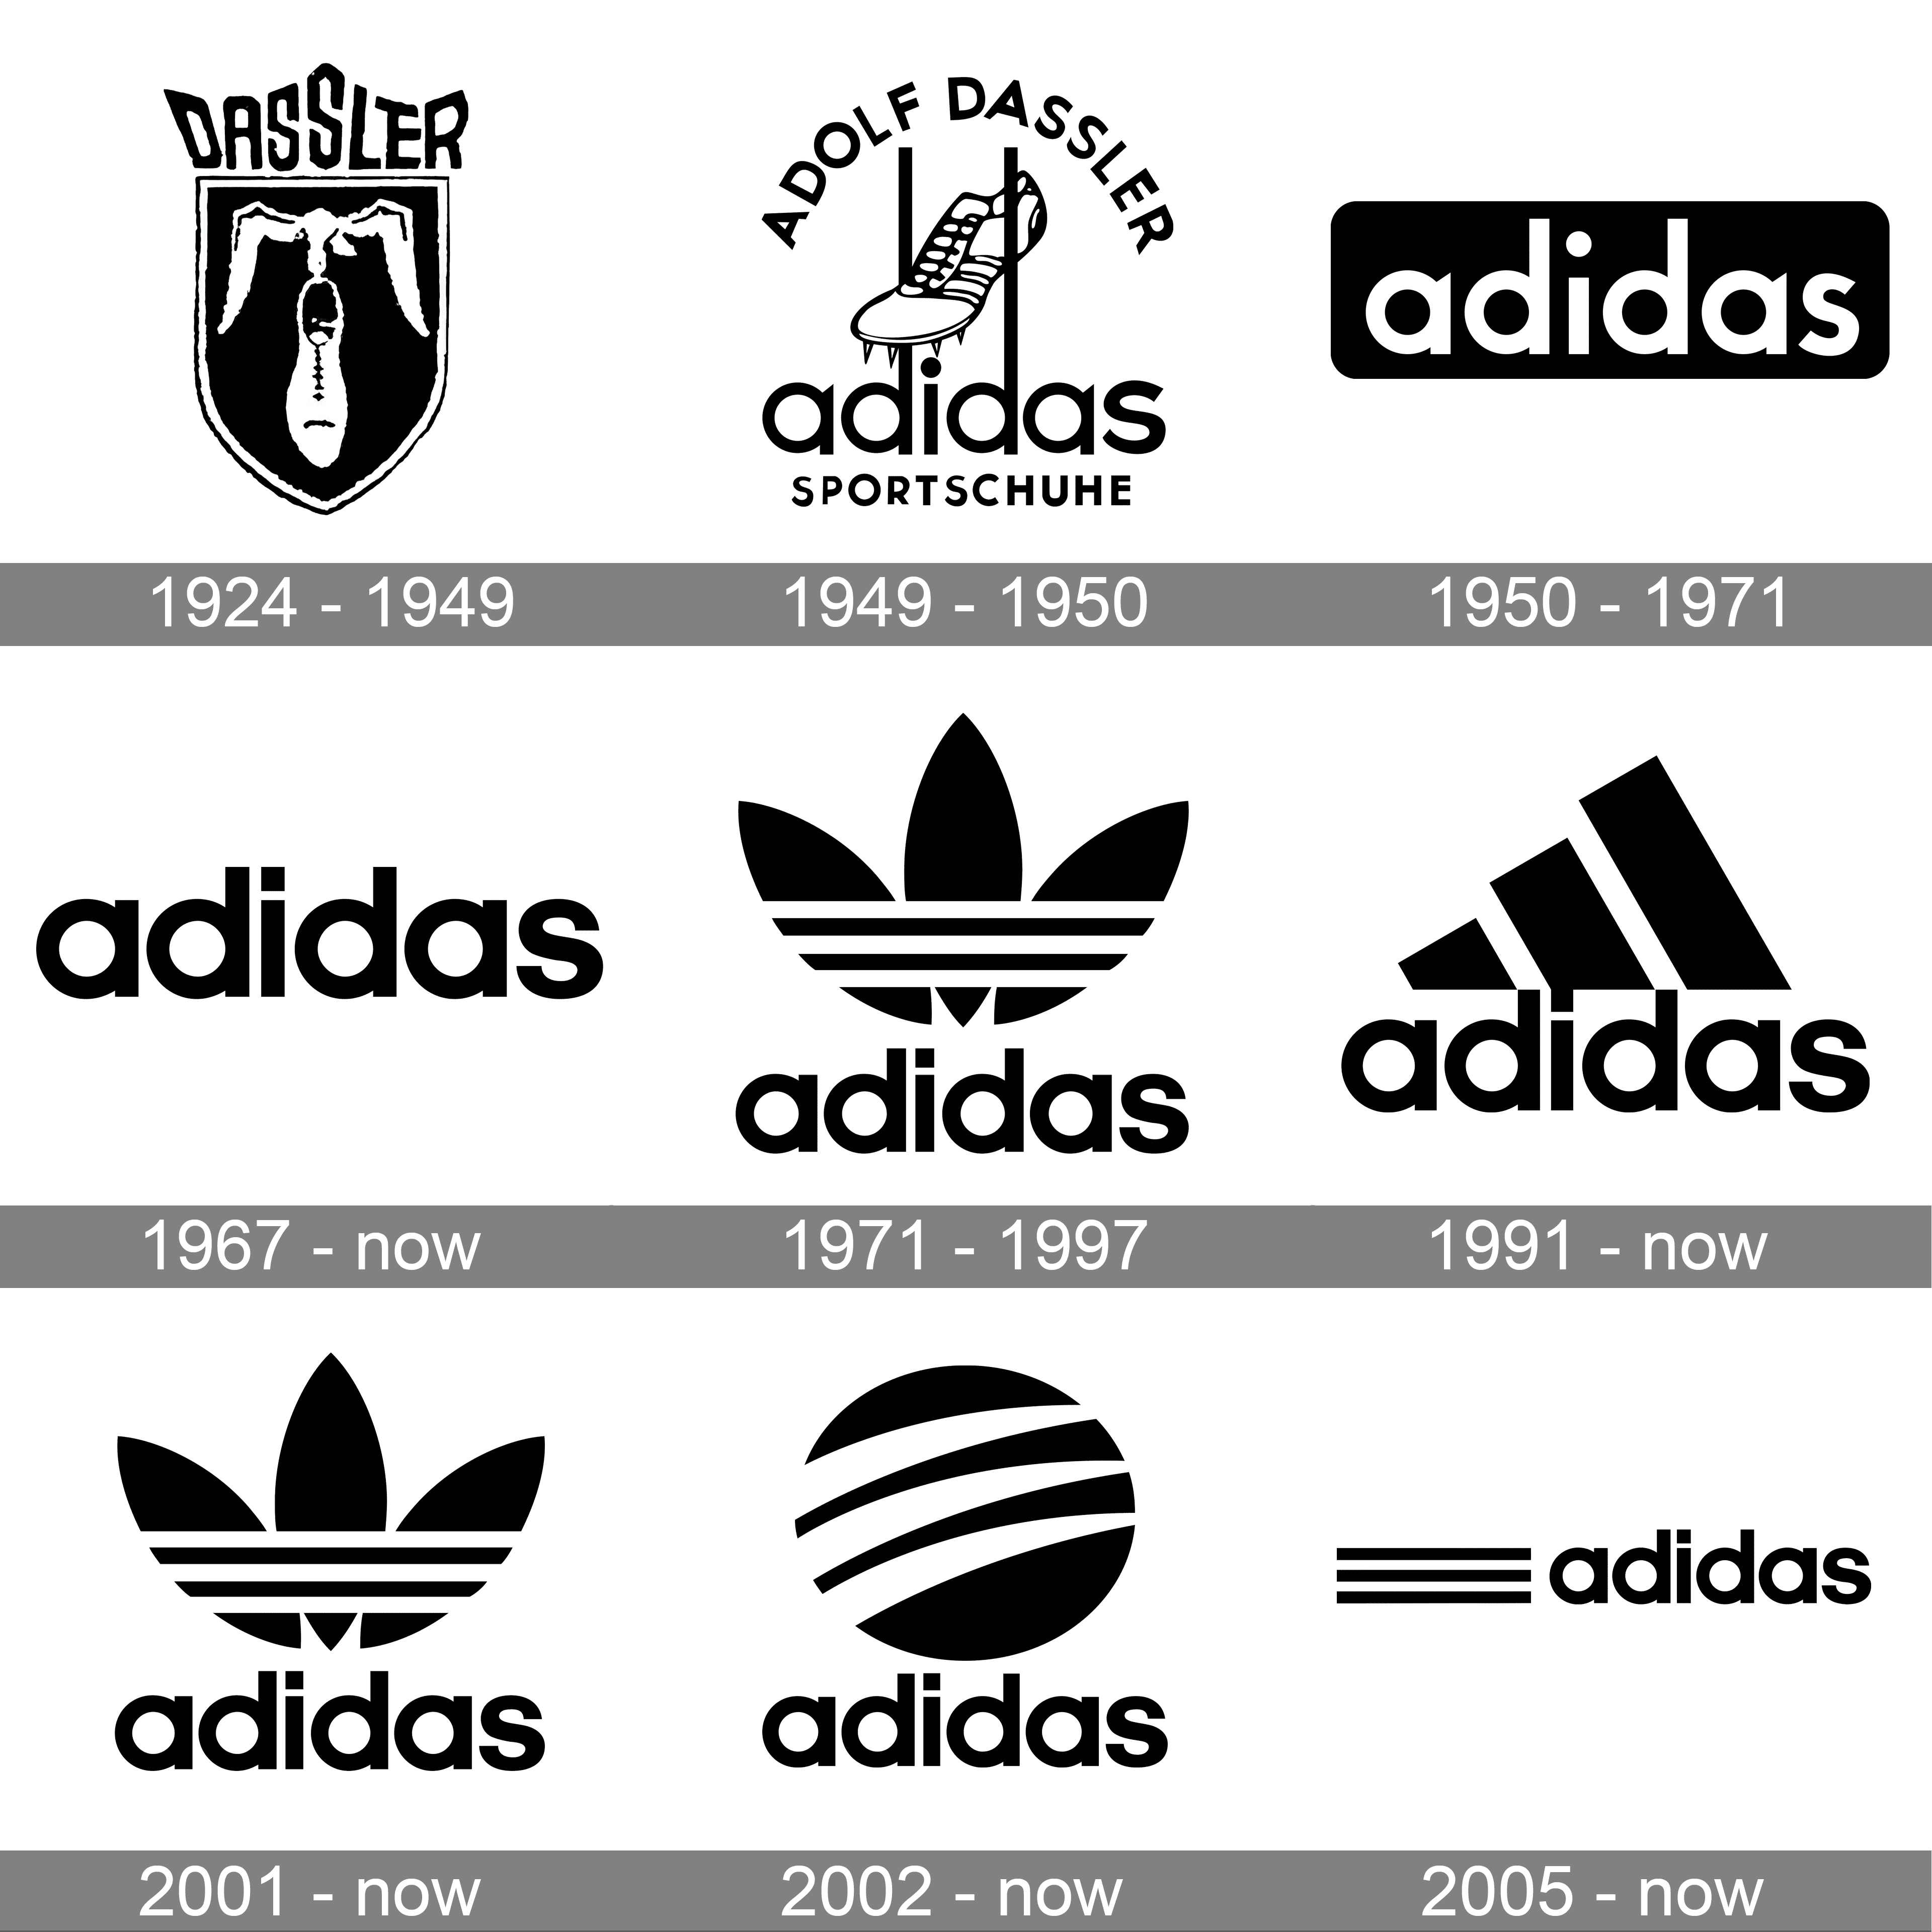 DASSLER
ADOLF DASSLER
adidas
SPORTSCHUHE
adidas
1924 - 1949
1949 - 1950
1950 - 1971
adidas
adidas
adidas
1967 - now
1971 - 1997
1991 - now
adidas
adidas
adidas
2001 - now
2002 - now
2005 - now